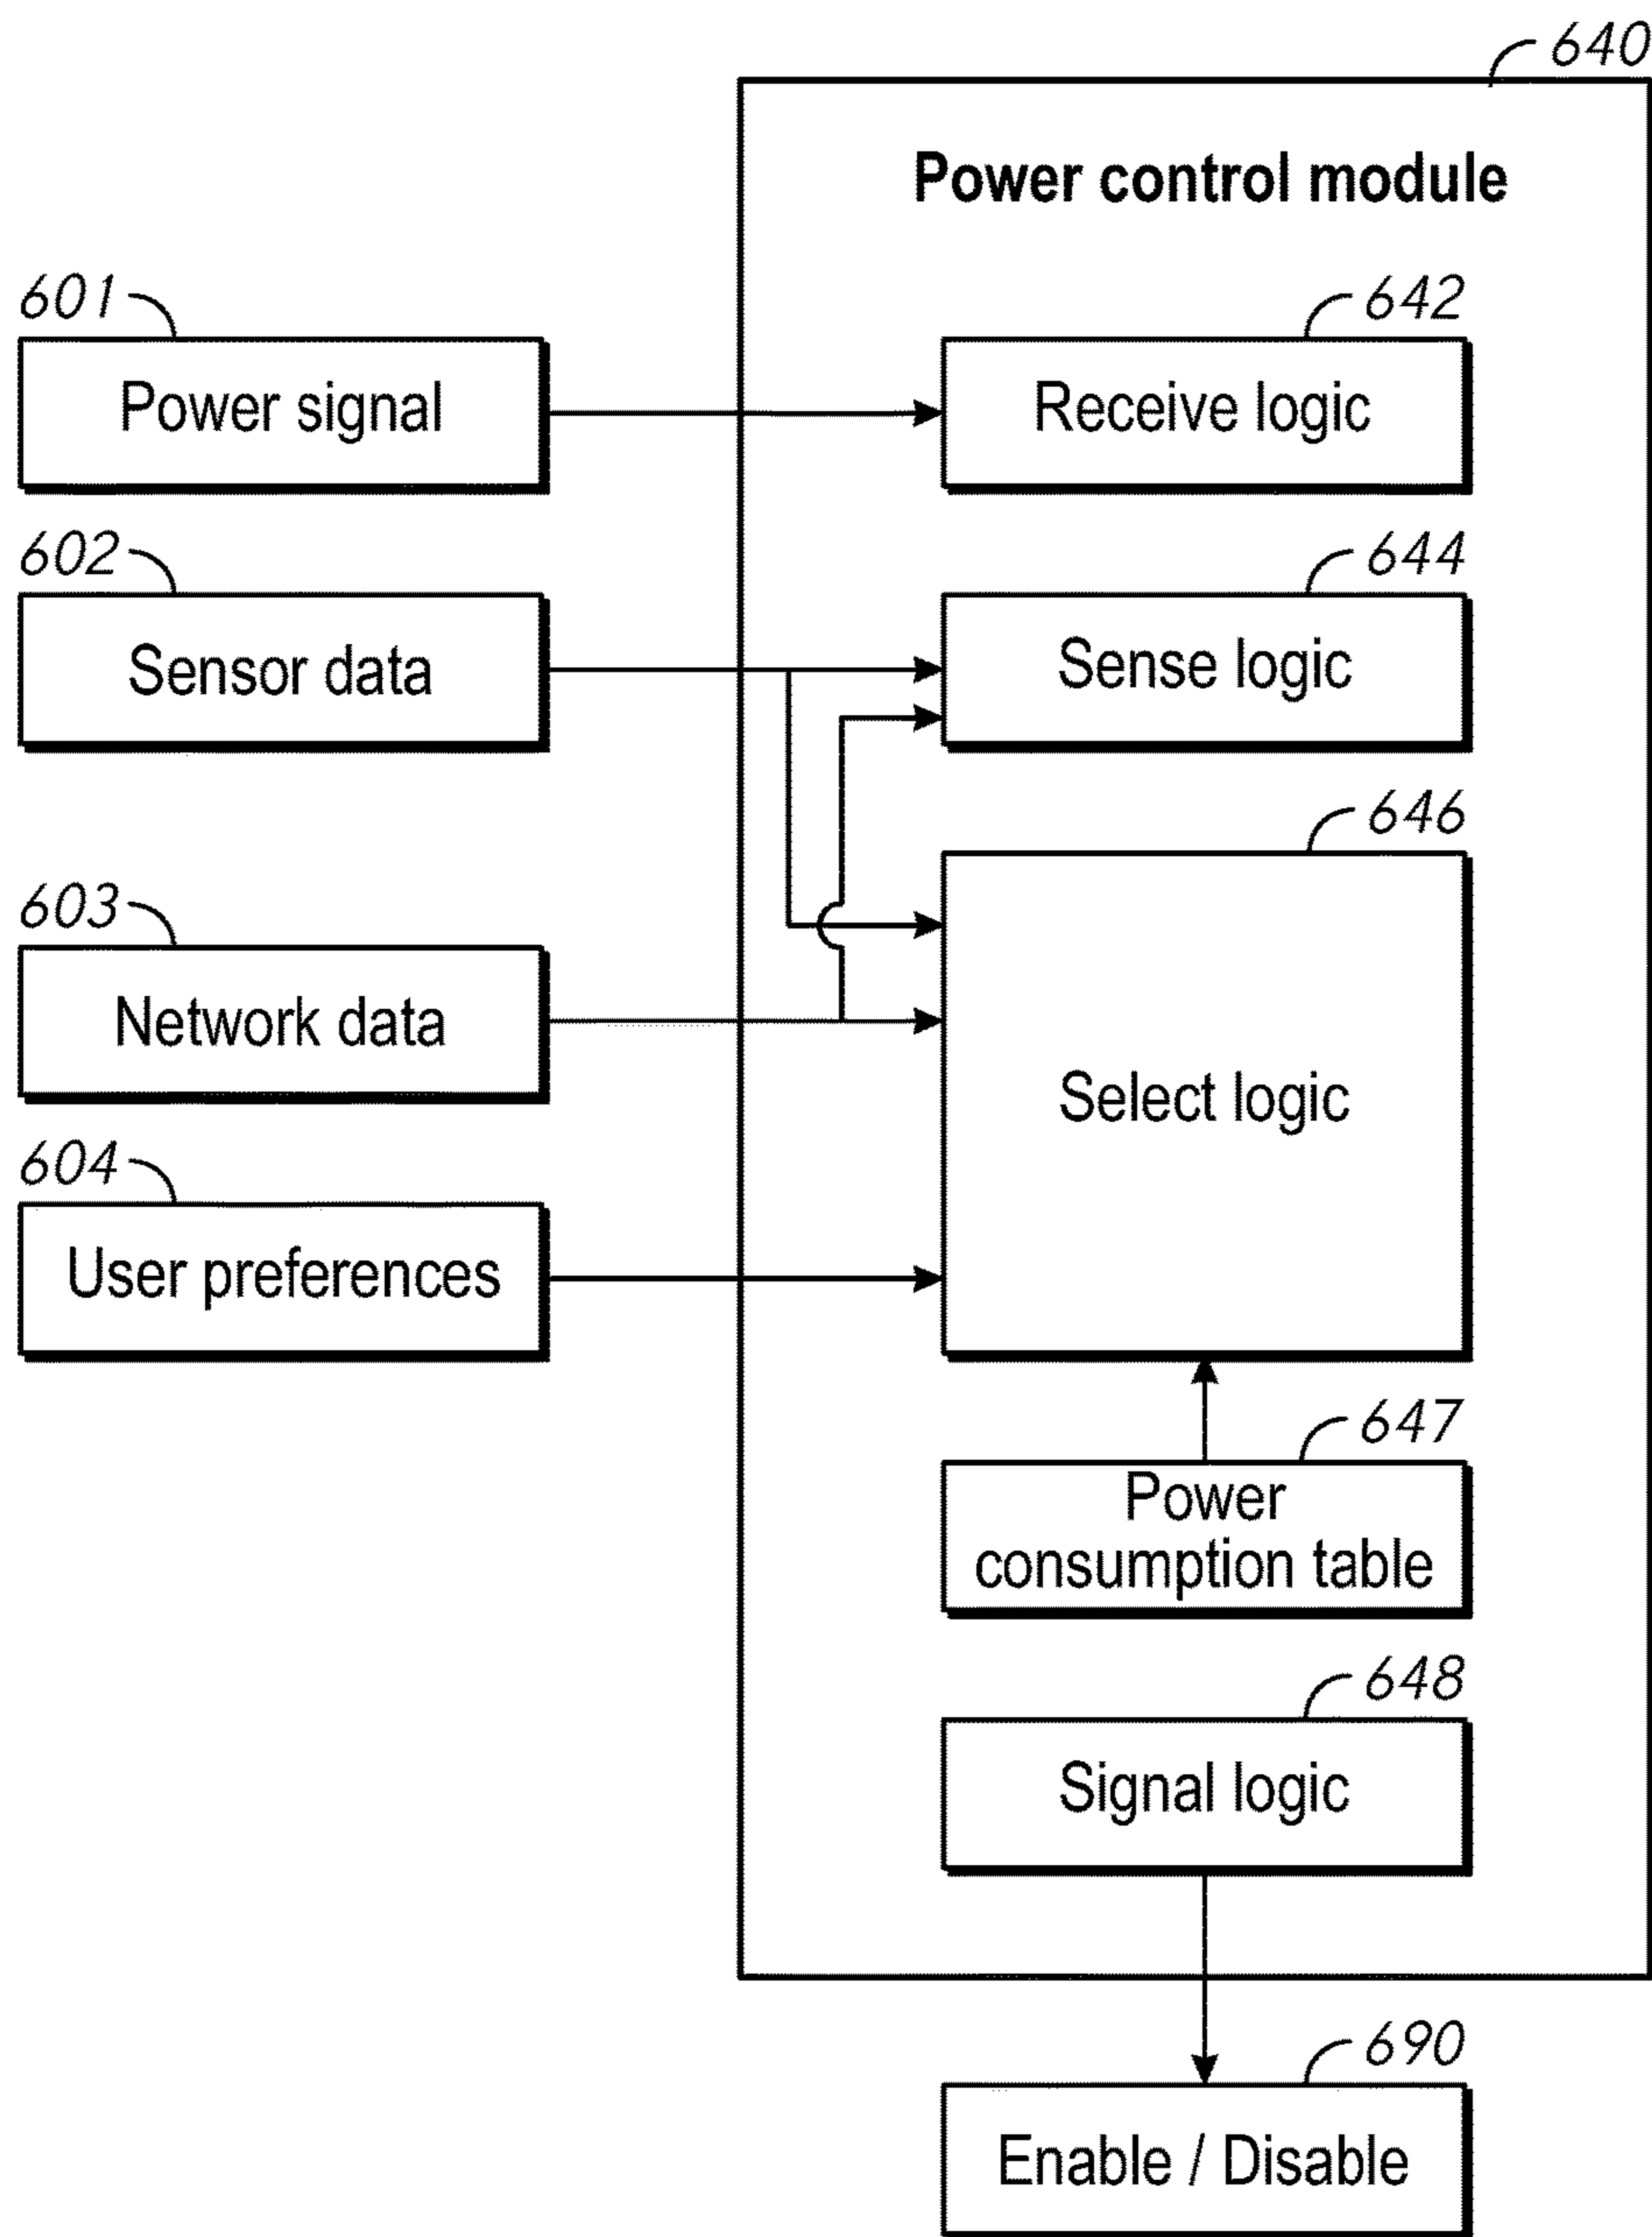 640
Power control module
601
642
Power signal
Receive logic
602
644
Sensor data
Sense logic
646
603
Network data
Select logic
604
User preferences
647
Power
consumption table
648
Signal logic
690
Enable / Disable